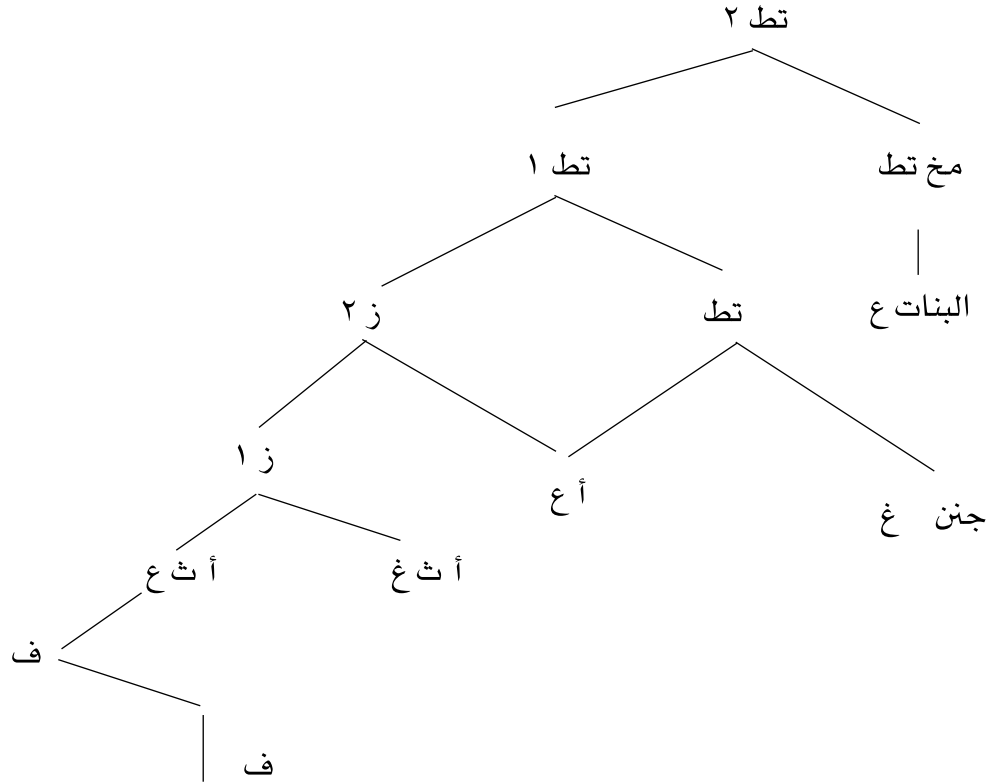 تط ٢
مخ تط
تط ١
البنات ع
تط
ز ٢
ز ١
جنن غ
أ ع
أ ث غ
أ ث ع
ف
ف